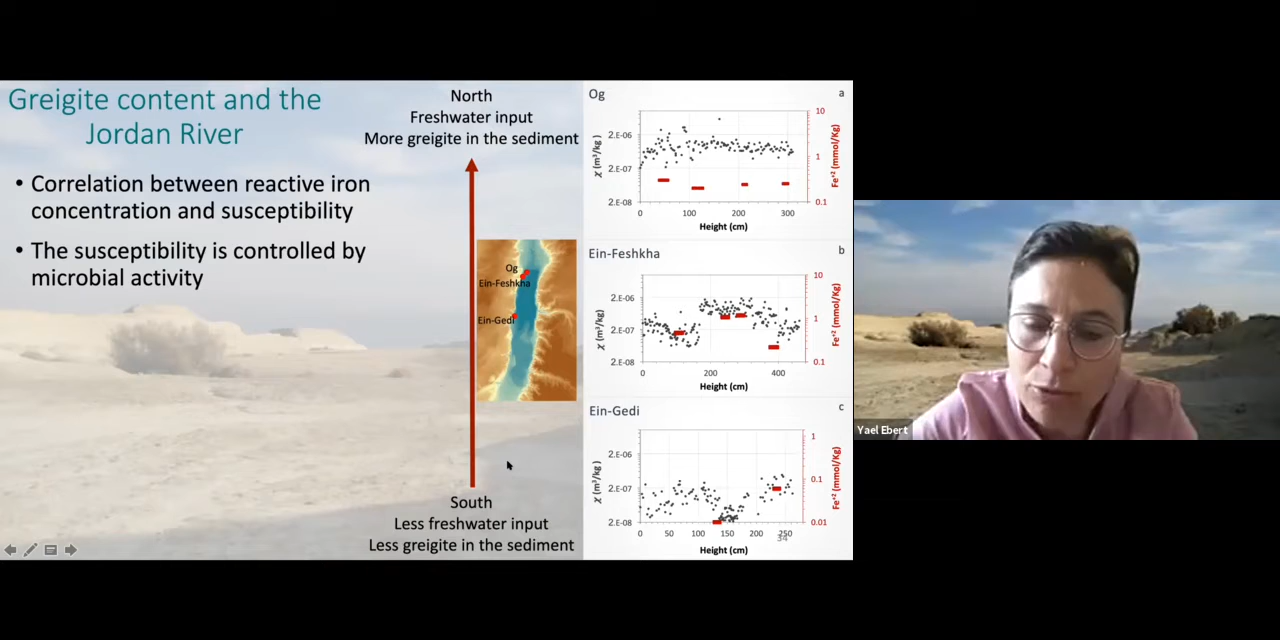 Greigite content and the
Jordan River
• Correlation between reactive iron
concentration and susceptibility
• The susceptibility is controlled by
microbial activity
North
Freshwater input
More greigite in the sediment
Og
Ein-Feshkha
Ein-Gedi
South
Less freshwater input
Less greigite in the sediment
Og
a
χ (m³/kg)
2.E-06
2.E-07
2.E-08
10
1
0.1
Fe⁺² (mmol/Kg)
0 100 200 300
Height (cm)
Ein-Feshkha
b
χ (m³/kg)
2.E-06
2.E-07
2.E-08
10
1
0.1
Fe⁺² (mmol/Kg)
0 200 400
Height (cm)
Ein-Gedi
c
χ (m³/kg)
2.E-06
2.E-07
2.E-08
1
0.1
0.01
Fe⁺² (mmol/Kg)
0 50 100 150 200 250
34
Height (cm)
Yael Ebert